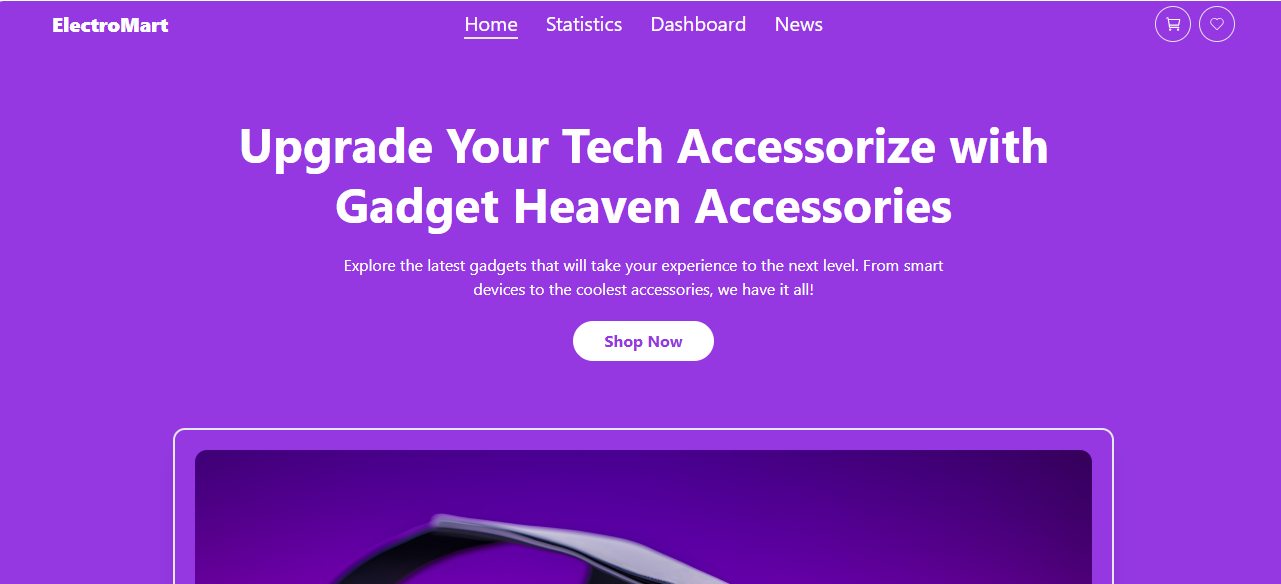 ElectroMart
Home Statistics Dashboard News
Upgrade Your Tech Accessorize with
Gadget Heaven Accessories
Explore the latest gadgets that will take your experience to the next level. From smart
devices to the coolest accessories, we have it all!
Shop Now